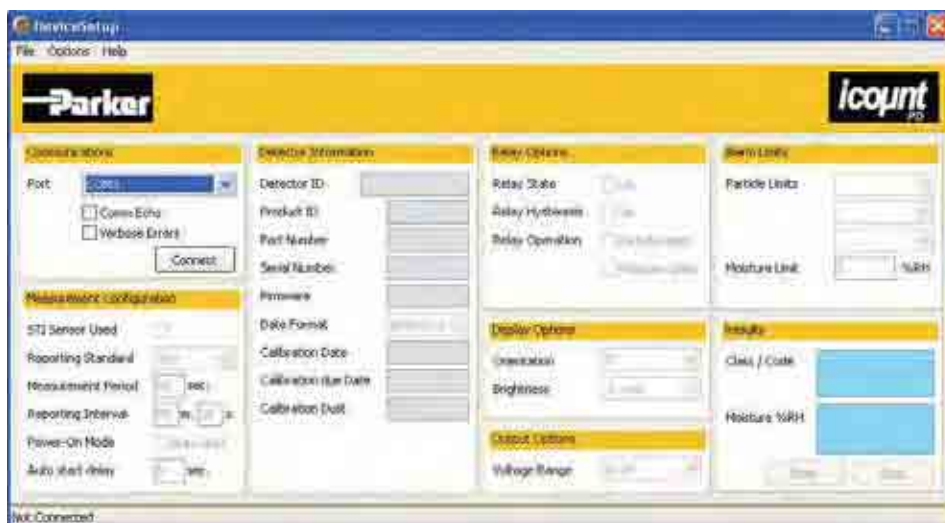 DeviceSetup
File Options Help
Parker
icount
PD
Communications
Port
Comm Echo
Verbose Errors
Connect
Measurement Configuration
STI Sensor Used
Reporting Standard
Measurement Period sec
Reporting Interval m s
Power-On Mode
Auto start delay sec
Detector Information
Detector ID
Product ID
Part Number
Serial Number
Firmware
Date Format
Calibration Date
Calibration due Date
Calibration Dust
Relay Options
Relay State
Relay Hysteresis
Relay Operation
Display Options
Orientation
Brightness
Output Options
Voltage Range
Alarm Limits
Particle Limits
Moisture Limit %RH
Results
Class / Code
Moisture %RH
Start Stop
Not Connected